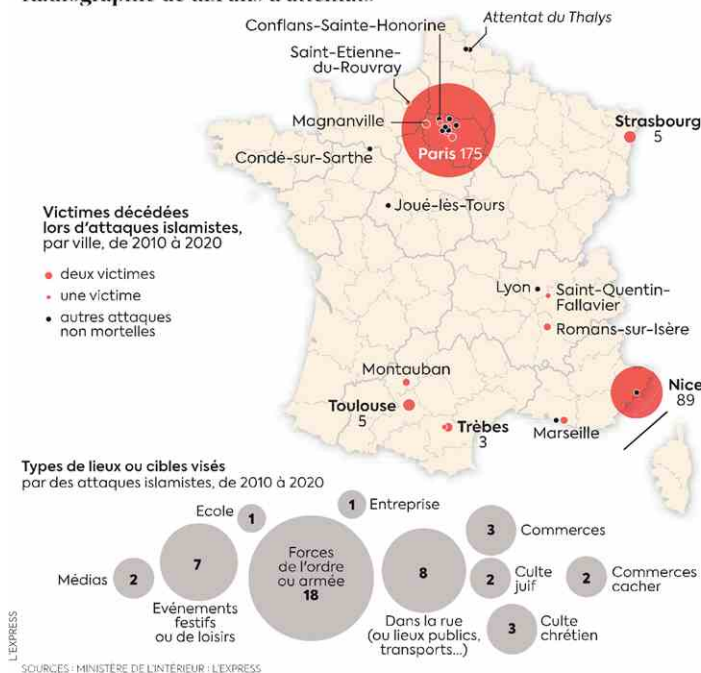 Conflans-Sainte-Honorine
Attentat du Thalys
Saint-Etienne-
du-Rouvray
Magnanville
Strasbourg
5
Paris 175
Condé-sur-Sarthe
Joué-lès-Tours
Victimes décédées
lors d'attaques islamistes,
par ville, de 2010 à 2020
deux victimes
une victime
autres attaques
non mortelles
Lyon
Saint-Quentin-
Fallavier
Romans-sur-Isère
Montauban
Toulouse
5
Trèbes
3
Marseille
Nice
89
Types de lieux ou cibles visés
par des attaques islamistes, de 2010 à 2020
Ecole
1
1
Entreprise
Médias
2
7
Evénements
festifs
ou de loisirs
Forces
de l'ordre
ou armée
18
8
Dans la rue
(ou lieux publics,
transports...)
3
Commerces
2
Culte
juif
2
Commerces
cacher
3
Culte
chrétien
L'EXPRESS
SOURCES : MINISTÈRE DE L'INTÉRIEUR ; L'EXPRESS